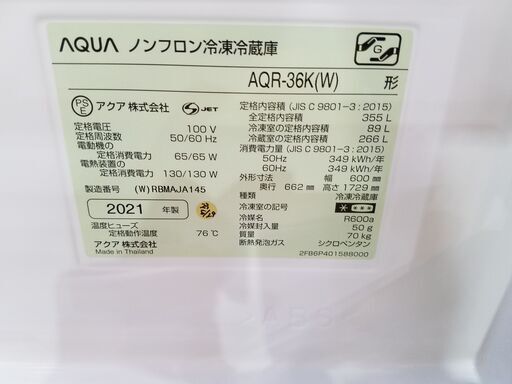 AQUA ノンフロン冷凍冷蔵庫
AQR-36K(W) 形
PS E アクア株式会社 S JET
定格電圧 100 V
定格周波数 50/60 Hz
電動機の
定格消費電力 65/65 W
電熱装置の
定格消費電力 130/130 W
製造番号 (W) RBMAJA145
2021 年製
温度ヒューズ
定格動作温度 76℃
アクア 株式会社
Made in Thailand
定格内容積 (JIS C 9801-3 : 2015)
全定格内容積 355 L
冷凍室の定格内容積 89 L
冷蔵室の定格内容積 266 L
消費電力量 (JIS C 9801-3 : 2015)
50Hz 349 kWh/年
60Hz 349 kWh/年
外形寸法 幅 600 mm
奥行 662 mm 高さ 1729 mm
種類 冷凍冷蔵庫
冷凍室の記号
冷媒名 R600a
冷媒封入量 50 g
質量 70 kg
断熱発泡ガス シクロペンタン
2FB6P401588000
G